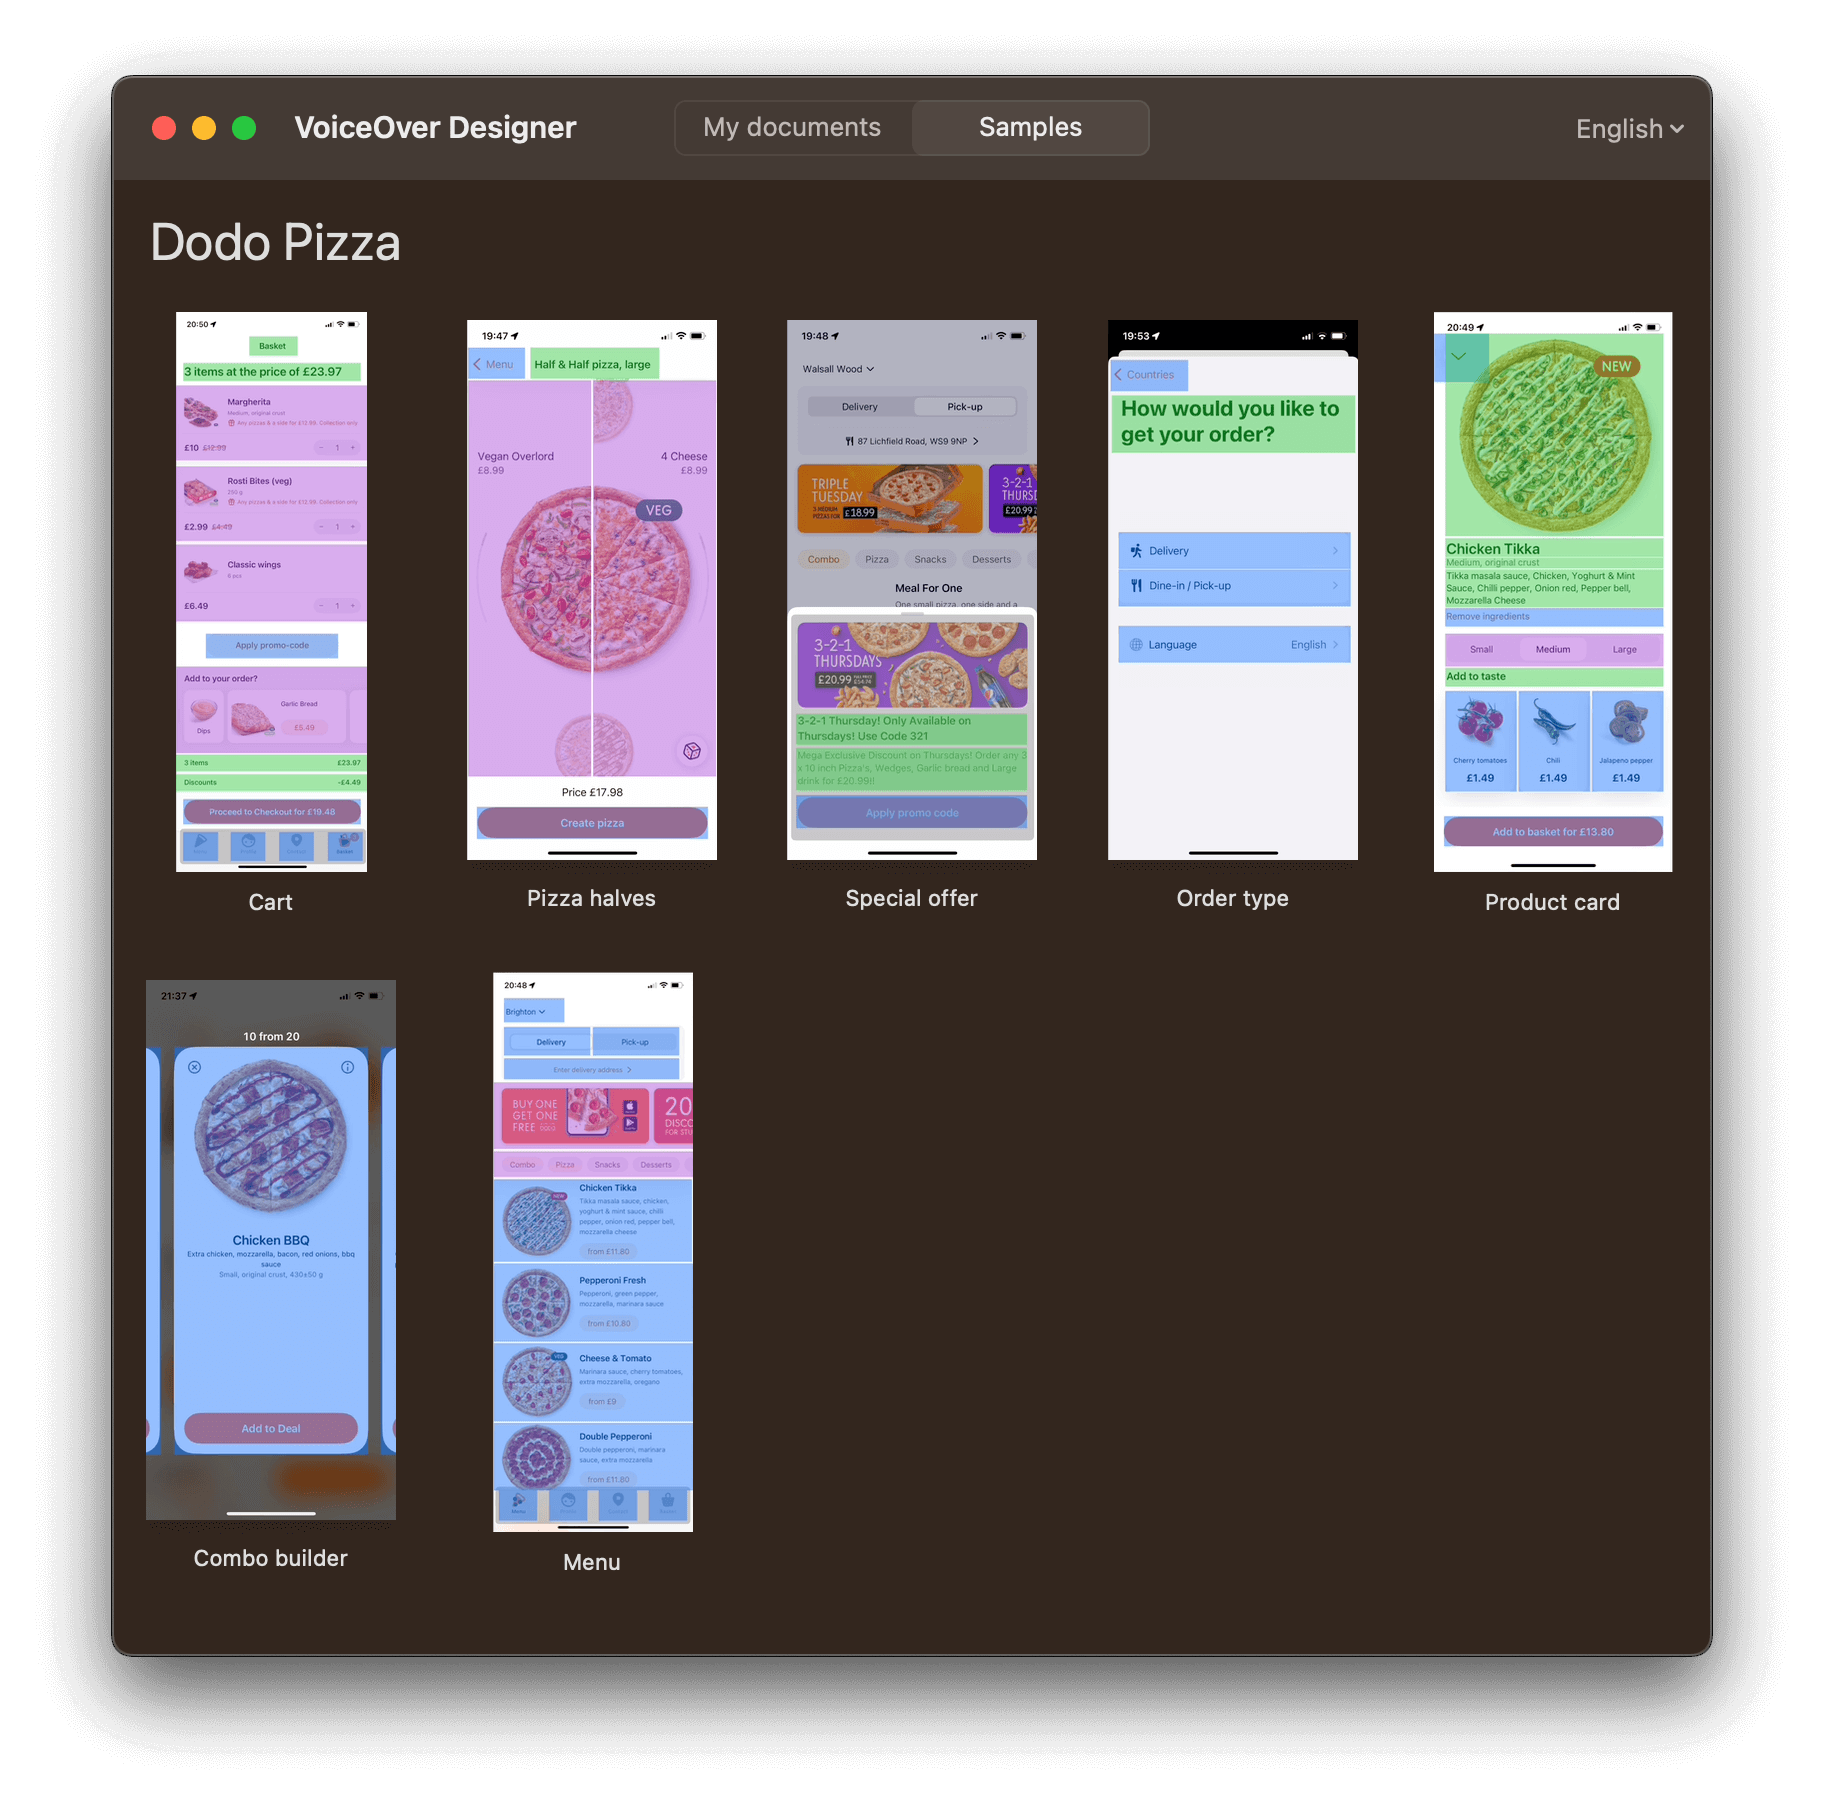 VoiceOver Designer
My documents
Samples
English
Dodo Pizza
20:50
Basket
3 items at the price of £23.97
Margherita
Medium, original crust
Any pizzas & a side for £12.99. Collection only
£10 £12.99
1
Rosti Bites (veg)
250 g
Any pizzas & a side for £12.99. Collection only
£2.99 £4.49
1
Classic wings
6 pcs
£6.49
1
Apply promo-code
Add to your order?
Dips
Garlic Bread
£5.49
3 items £23.97
Discounts -£4.49
Proceed to Checkout for £19.48
Basket
Cart
19:47
Menu
Half & Half pizza, large
Vegan Overlord
£8.99
4 Cheese
£8.99
VEG
Price £17.98
Create pizza
Pizza halves
19:48
Walsall Wood
Delivery
Pick-up
87 Lichfield Road, WS9 9NP
TRIPLE
TUESDAY
3 MEDIUM
PIZZAS FOR £18.99
3-2-1
THURS
£20.99
Combo
Pizza
Snacks
Desserts
Meal For One
One small pizza, one side and a
3-2-1
THURSDAYS
£20.99
3-2-1 Thursday! Only Available on
Thursdays! Use Code 321
Mega Exclusive Discount on Thursdays! Order any 3
x 10 inch Pizza's, Wedges, Garlic bread and Large
drink for £20.99!!
Apply promo code
Special offer
19:53
Countries
How would you like to
get your order?
Delivery
Dine-in / Pick-up
Language English
Order type
20:49
NEW
Chicken Tikka
Medium, original crust
Tikka masala sauce, Chicken, Yoghurt & Mint
Sauce, Chilli pepper, Onion red, Pepper bell,
Mozzarella Cheese
Remove ingredients
Small
Medium
Large
Add to taste
Cherry tomatoes
£1.49
Chili
£1.49
Jalapeno pepper
£1.49
Add to basket for £13.80
Product card
21:37
10 from 20
Chicken BBQ
Extra chicken, mozzarella, bacon, red onions, bbq
sauce
Small, original crust, 430±50 g
Add to Deal
Combo builder
20:48
Brighton
Delivery
Pick-up
Enter delivery address
BUY ONE
GET ONE
FREE
20
DISC
FOR STU
Combo
Pizza
Snacks
Desserts
Chicken Tikka
NEW
Tikka masala sauce, chicken,
yoghurt & mint sauce, chilli
pepper, onion red, pepper bell,
mozzarella cheese
from £11.80
Pepperoni Fresh
Pepperoni, green pepper,
mozzarella, marinara sauce
from £10.80
VEG
Cheese & Tomato
Marinara sauce, cherry tomatoes,
extra mozzarella, oregano
from £9
Double Pepperoni
Double pepperoni, marinara
sauce, extra mozzarella
from £11.80
Menu
Menu